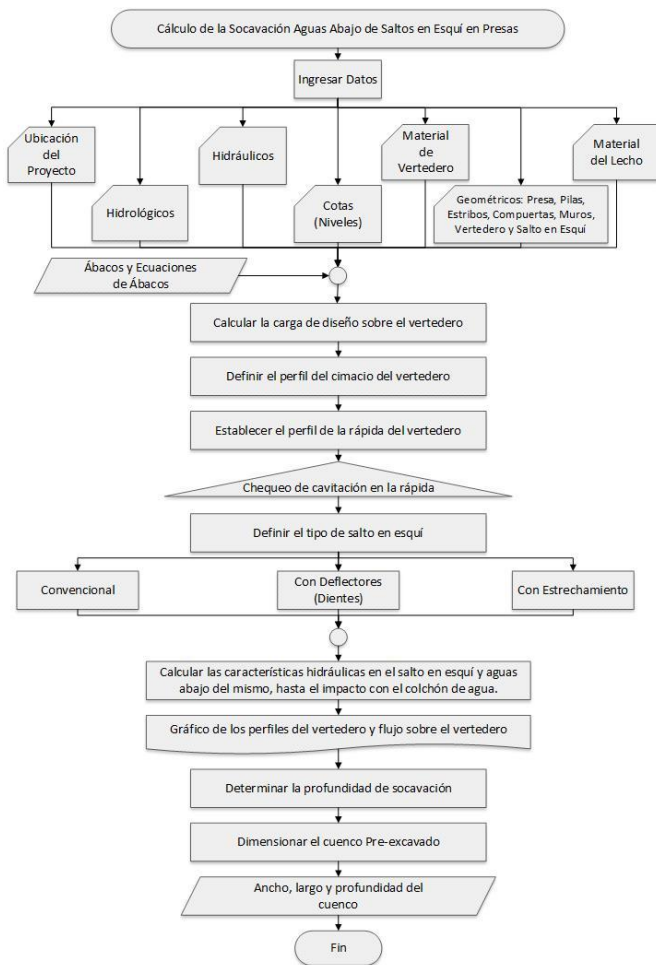 Cálculo de la Socavación Aguas Abajo de Saltos en Esquí en Presas
Ingresar Datos
Ubicación
del
Proyecto
Hidrológicos
Hidráulicos
Cotas
(Niveles)
Material
de
Vertedero
Geométricos: Presa, Pilas,
Estribos, Compuertas, Muros,
Vertedero y Salto en Esquí
Material
del Lecho
Ábacos y Ecuaciones
de Ábacos
Calcular la carga de diseño sobre el vertedero
Definir el perfil del cimacio del vertedero
Establecer el perfil de la rápida del vertedero
Chequeo de cavitación en la rápida
Definir el tipo de salto en esquí
Convencional
Con Deflectores
(Dientes)
Con Estrechamiento
Calcular las características hidráulicas en el salto en esquí y aguas
abajo del mismo, hasta el impacto con el colchón de agua.
Gráfico de los perfiles del vertedero y flujo sobre el vertedero
Determinar la profundidad de socavación
Dimensionar el cuenco Pre-excavado
Ancho, largo y profundidad del
cuenco
Fin